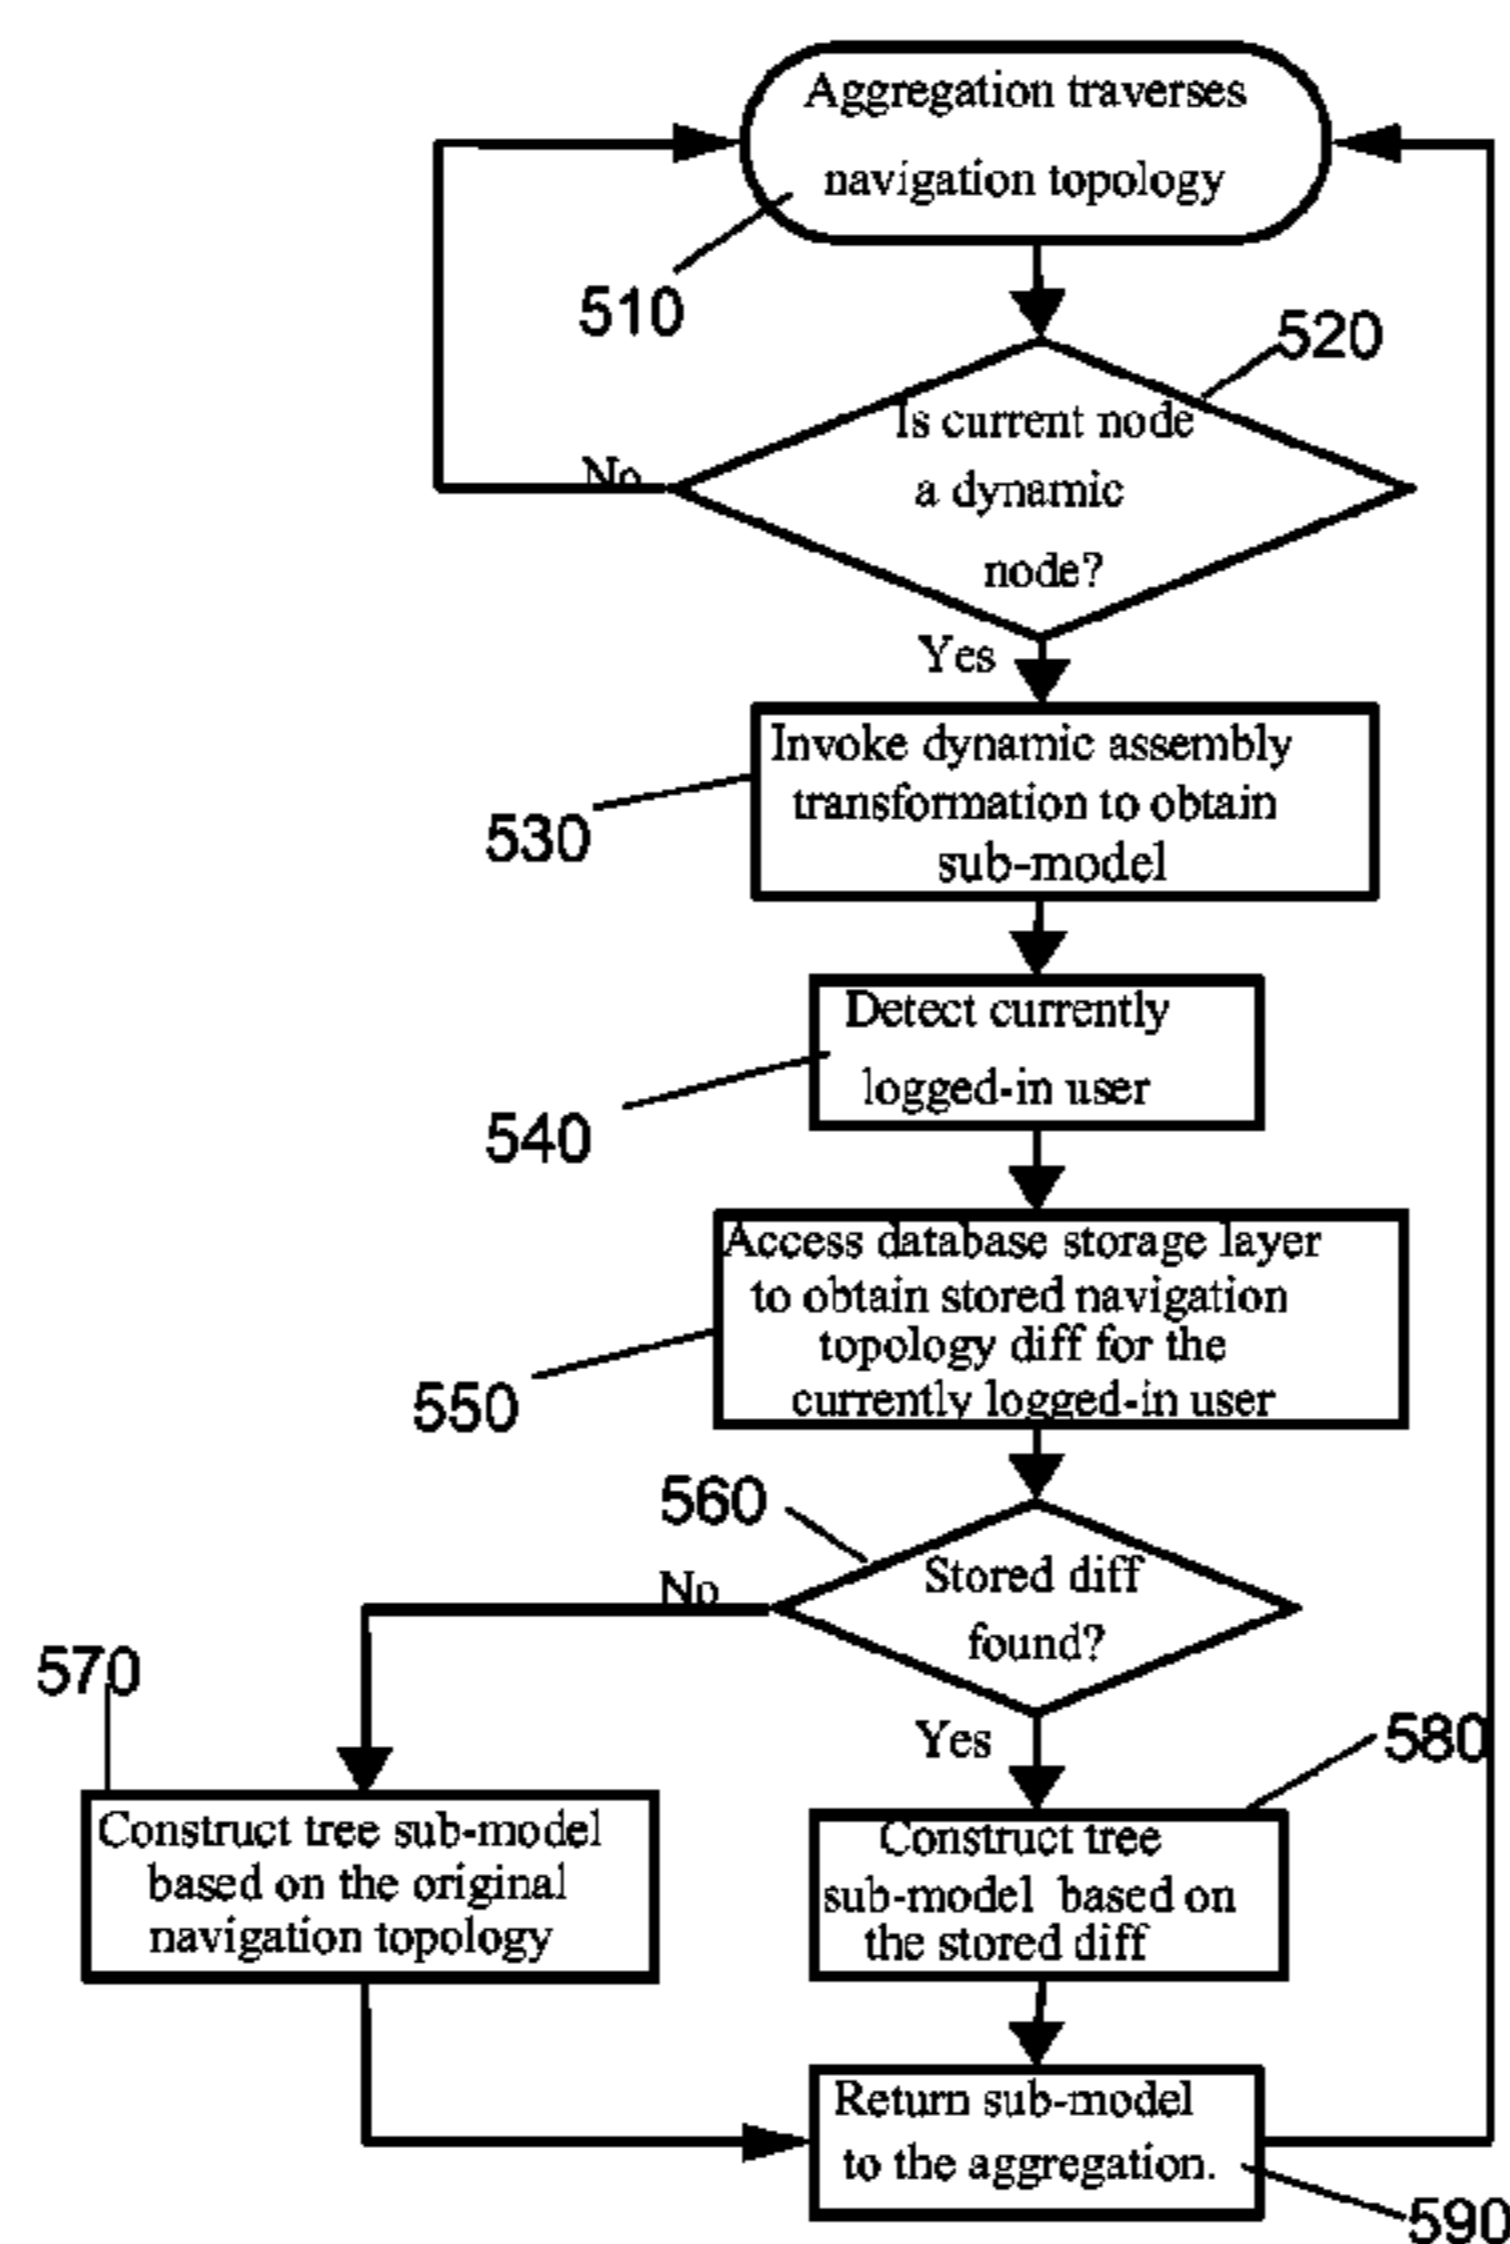 Aggregation traverses
navigation topology
510
520
Is current node
a dynamic
node?
No
Yes
Invoke dynamic assembly
transformation to obtain
sub-model
530
Detect currently
logged-in user
540
Access database storage layer
to obtain stored navigation
topology diff for the
currently logged-in user
550
560
Stored diff
found?
No
Yes
570
580
Construct tree sub-model
based on the original
navigation topology
Construct tree
sub-model based on
the stored diff
Return sub-model
to the aggregation.
590